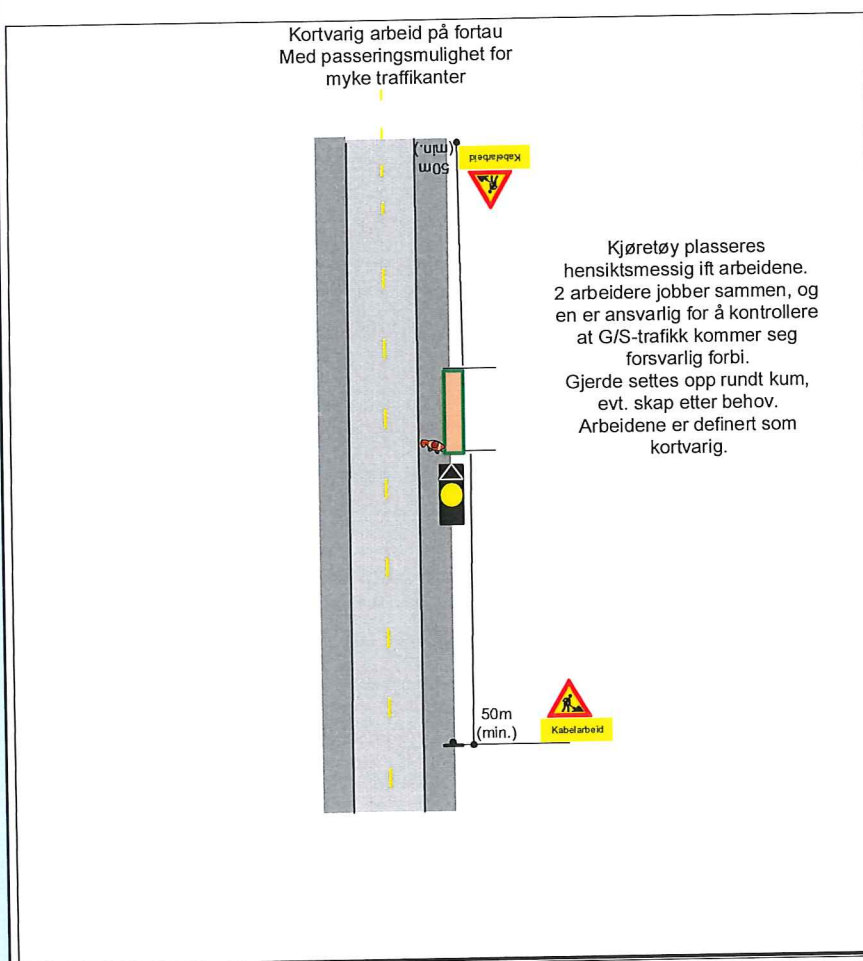 Kortvarig arbeid på fortau
Med passeringsmulighet for
myke traffikanter
50m
(min.)
Kabelarbeid
Kjøretøy plasseres
hensiktsmessig ift arbeidene.
2 arbeidere jobber sammen, og
en er ansvarlig for å kontrollere
at G/S-trafikk kommer seg
forsvarlig forbi.
Gjerde settes opp rundt kum,
evt. skap etter behov.
Arbeidene er definert som
kortvarig.
50m
(min.)
Kabelarbeid